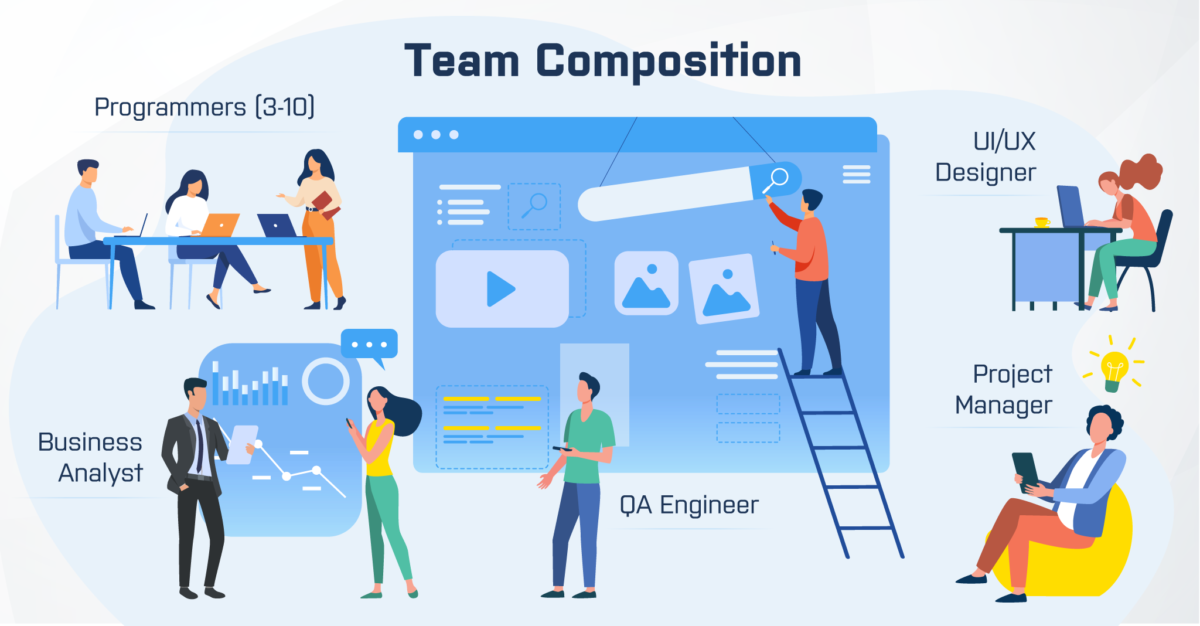 Team Composition
Programmers (3-10)
UI/UX
Designer
Business
Analyst
QA Engineer
Project
Manager